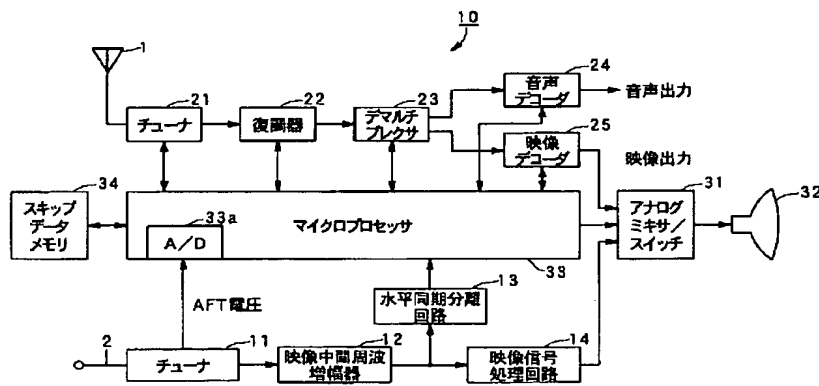 10
1
21
チューナ
22
復調器
23
デマルチ
プレクサ
24
音声
デコーダ
音声出力
25
映像
デコーダ
映像出力
34
スキップ
データ
メモリ
33a
A/D
マイクロプロセッサ
33
31
アナログ
ミキサ/
スイッチ
32
AFT電圧
13
水平同期分離
回路
2
11
チューナ
12
映像中間周波
増幅器
14
映像信号
処理回路